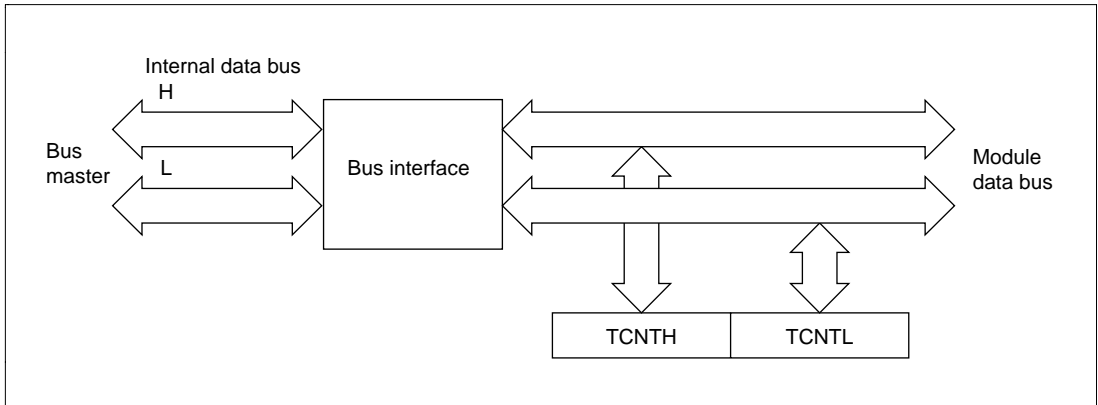 Internal data bus
H
Bus
master
L
Bus interface
Module
data bus
TCNTH
TCNTL